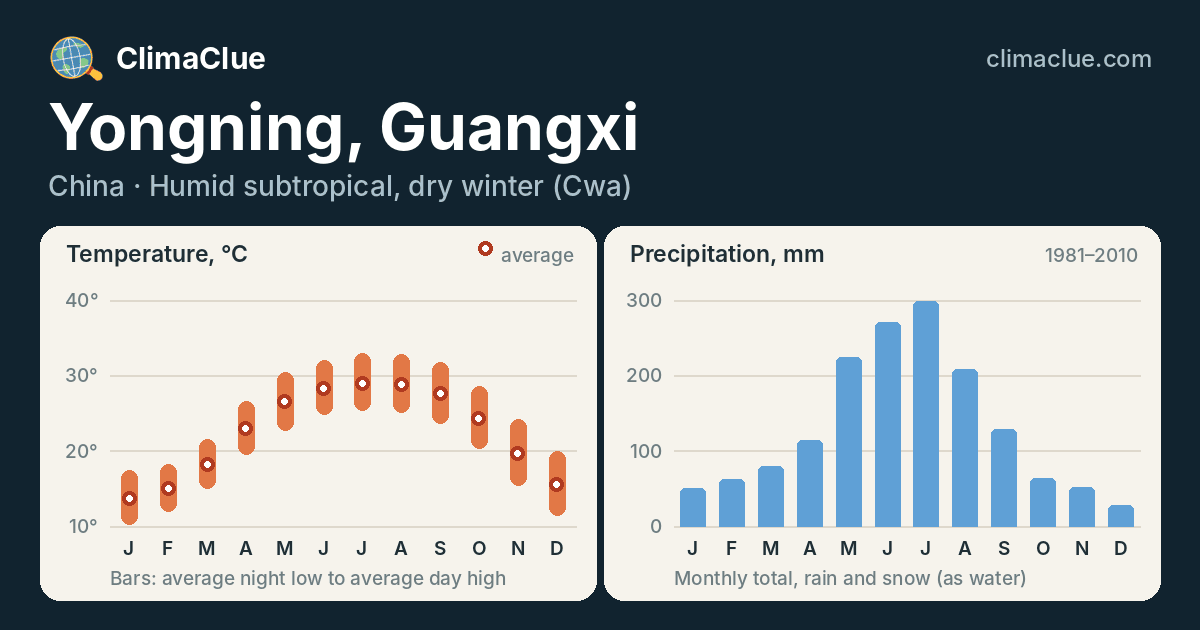 ClimaClue
climaclue.com
Yongning, Guangxi
China · Humid subtropical, dry winter (Cwa)
Temperature, °C
average
40°
30°
20°
10°
J F M A M J J A S O N D
Bars: average night low to average day high
Precipitation, mm
1981–2010
300
200
100
0
J F M A M J J A S O N D
Monthly total, rain and snow (as water)